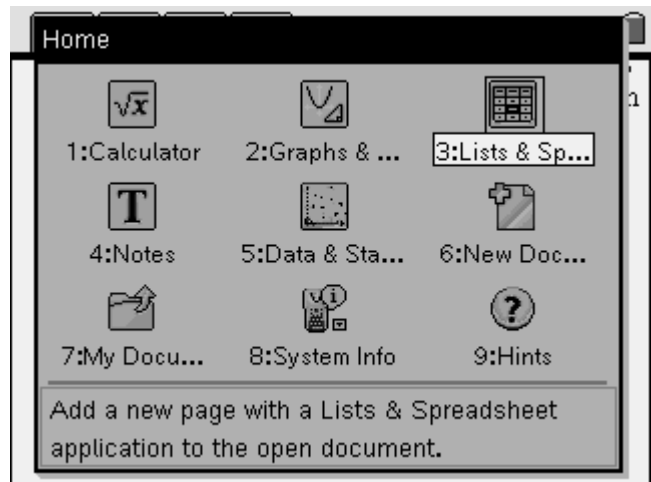 Home
1:Calculator 2:Graphs & ... 3:Lists & Sp...
4:Notes 5:Data & Sta... 6:New Doc...
7:My Docu... 8:System Info 9:Hints
Add a new page with a Lists & Spreadsheet
application to the open document.